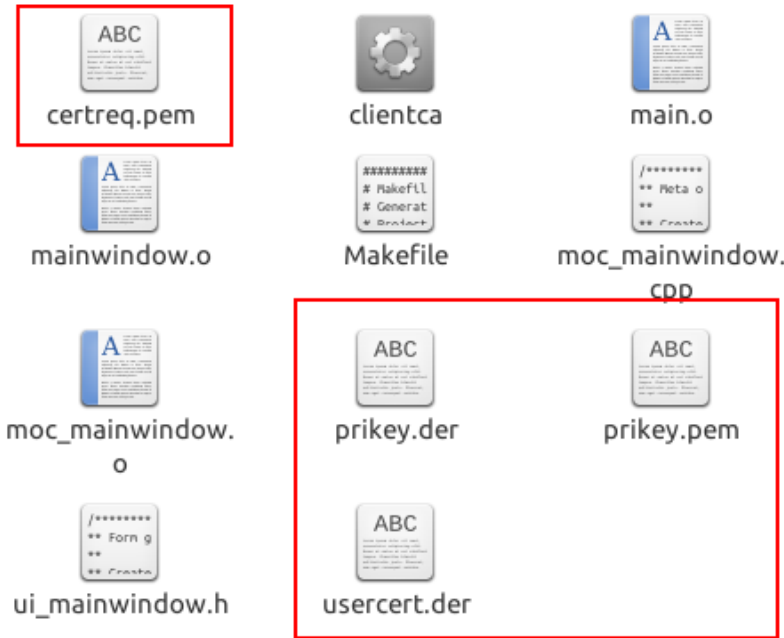 ABC
A
certreq.pem
clientca
main.o
A
#########
# Makefil
# Generat
# Project
/********
** Meta o
**
** Create
mainwindow.o
Makefile
moc_mainwindow.
cpp
A
ABC
ABC
moc_mainwindow.
o
prikey.der
prikey.pem
/********
** Form g
**
** Create
ABC
ui_mainwindow.h
usercert.der